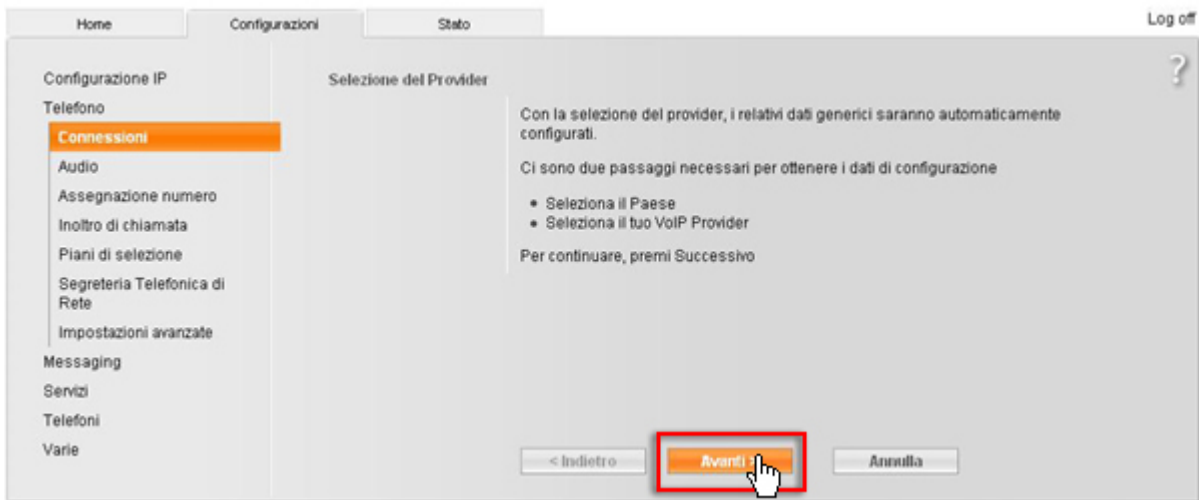 Home
Configurazioni
Stato
Log off
?
Configurazione IP
Telefono
Connessioni
Audio
Assegnazione numero
Inoltro di chiamata
Piani di selezione
Segreteria Telefonica di
Rete
Impostazioni avanzate
Messaging
Servizi
Telefoni
Varie
Selezione del Provider
Con la selezione del provider, i relativi dati generici saranno automaticamente
configurati.
Ci sono due passaggi necessari per ottenere i dati di configurazione
• Seleziona il Paese
• Seleziona il tuo VoIP Provider
Per continuare, premi Successivo
< Indietro
Avanti >
Annulla